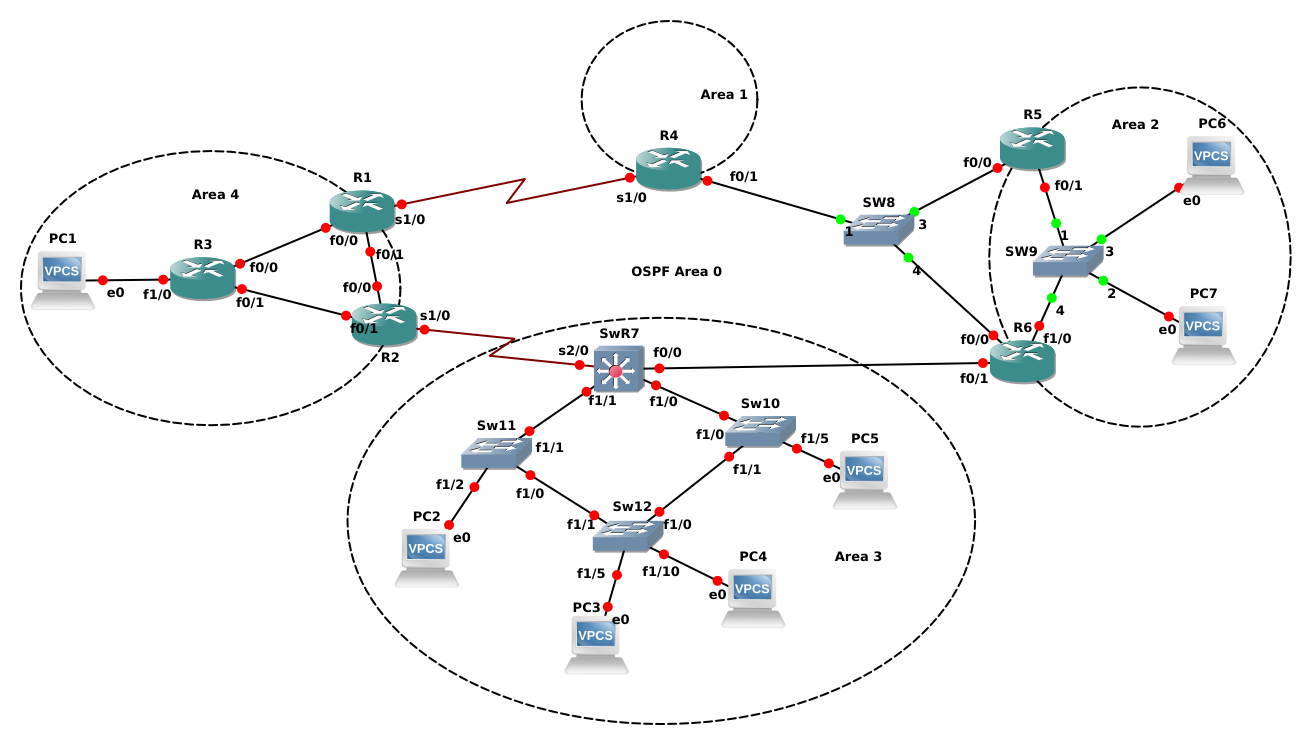 Area 1
R4
s1/0
f0/1
Area 4
R1
s1/0
f0/0
f0/1
R3
f0/0
f0/1
f1/0
PC1
VPCS
e0
f0/0
f0/1
s1/0
R2
OSPF Area 0
SW8
1
3
4
R5
f0/0
f0/1
Area 2
PC6
VPCS
e0
SW9
1
3
2
4
PC7
VPCS
e0
R6
f0/0
f1/0
f0/1
SwR7
s2/0
f0/0
f1/1
f1/0
Sw11
f1/1
f1/2
f1/0
Sw10
f1/0
f1/5
f1/1
PC5
VPCS
e0
PC2
VPCS
e0
Sw12
f1/1
f1/0
f1/5
f1/10
PC4
VPCS
e0
Area 3
PC3
VPCS
e0